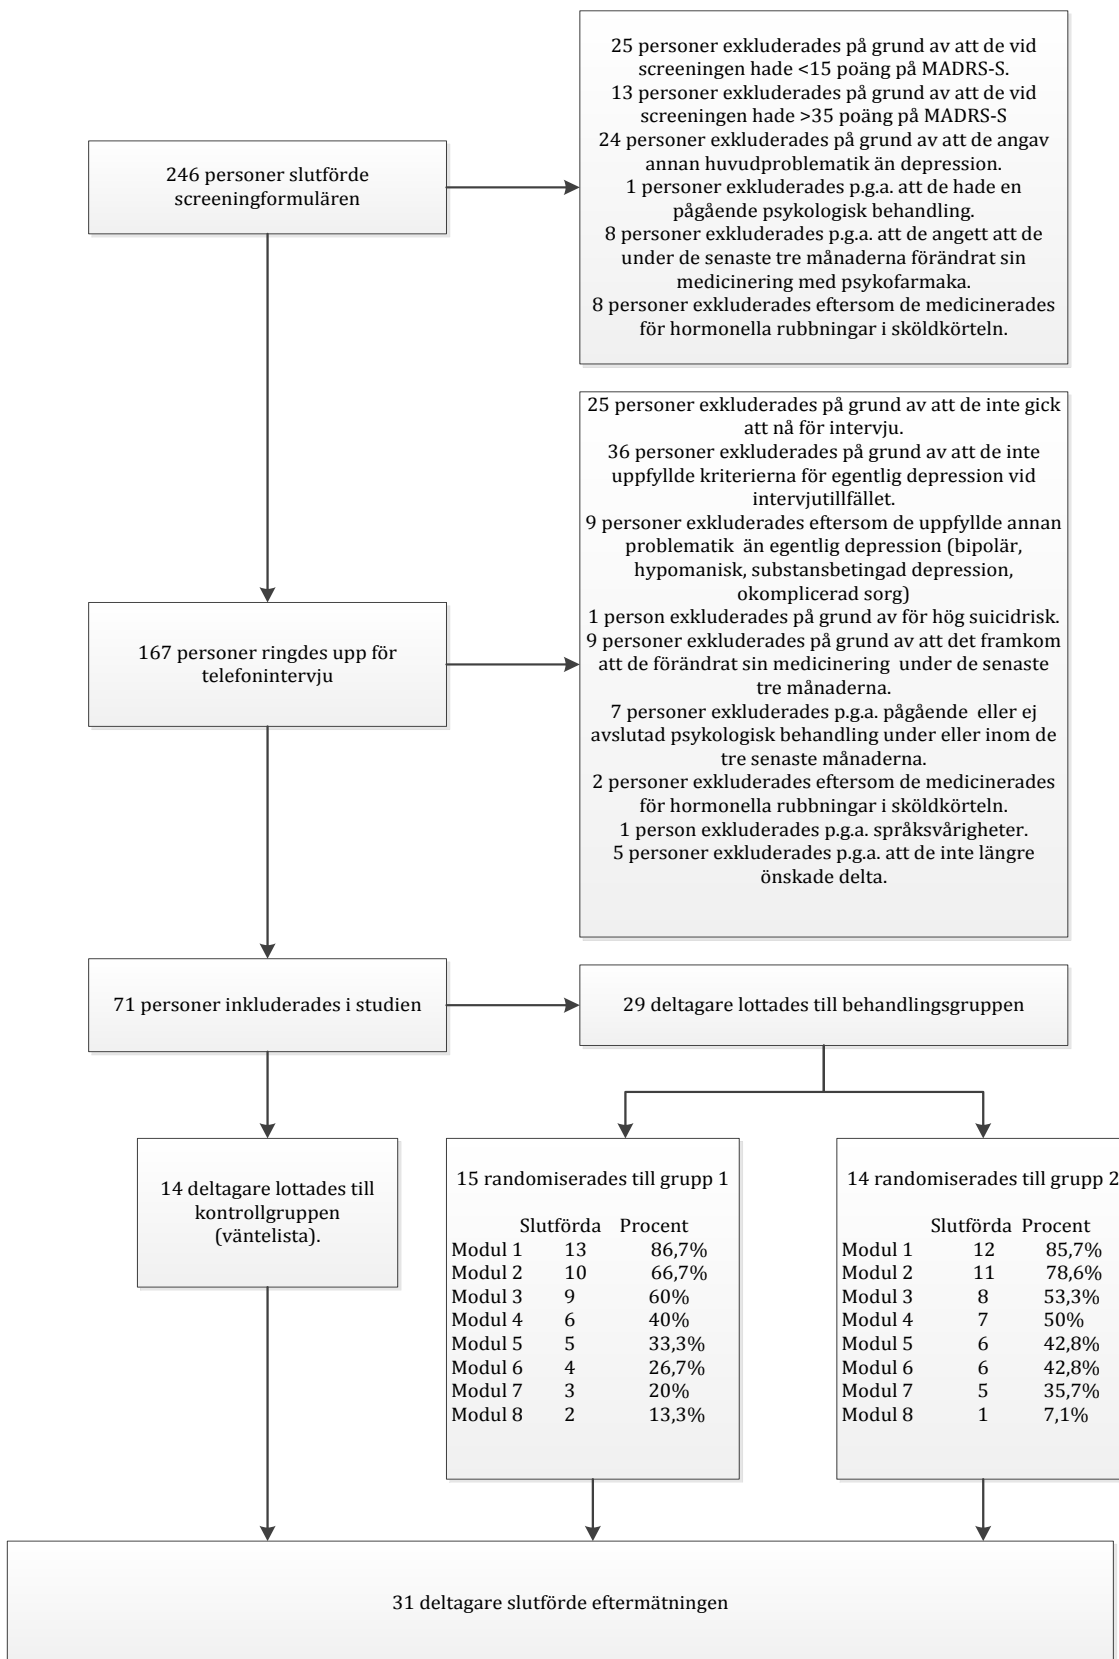 25 personer exkluderades på grund av att de vid
screeningen hade <15 poäng på MADRS-S.
13 personer exkluderades på grund av att de vid
screeningen hade >35 poäng på MADRS-S
24 personer exkluderades på grund av att de angav
annan huvudproblematik än depression.
1 personer exkluderades p.g.a. att de hade en
pågående psykologisk behandling.
8 personer exkluderades p.g.a. att de angett att de
under de senaste tre månaderna förändrat sin
medicinering med psykofarmaka.
8 personer exkluderades eftersom de medicinerades
för hormonella rubbningar i sköldkörteln.
246 personer slutförde
screeningformulären
25 personer exkluderades på grund av att de inte gick
att nå för intervju.
36 personer exkluderades på grund av att de inte
uppfyllde kriterierna för egentlig depression vid
intervjutillfället.
9 personer exkluderades eftersom de uppfyllde annan
problematik än egentlig depression (bipolär,
hypomanisk, substansbetingad depression,
okomplicerad sorg)
1 person exkluderades på grund av för hög suicidrisk.
9 personer exkluderades på grund av att det framkom
att de förändrat sin medicinering under de senaste
tre månaderna.
7 personer exkluderades p.g.a. pågående eller ej
avslutad psykologisk behandling under eller inom de
tre senaste månaderna.
2 personer exkluderades eftersom de medicinerades
för hormonella rubbningar i sköldkörteln.
1 person exkluderades p.g.a. språksvårigheter.
5 personer exkluderades p.g.a. att de inte längre
önskade delta.
167 personer ringdes upp för
telefonintervju
71 personer inkluderades i studien
29 deltagare lottades till behandlingsgruppen
14 deltagare lottades till
kontrollgruppen
(väntelista).
15 randomiserades till grupp 1
Slutförda Procent
Modul 1 13 86,7%
Modul 2 10 66,7%
Modul 3 9 60%
Modul 4 6 40%
Modul 5 5 33,3%
Modul 6 4 26,7%
Modul 7 3 20%
Modul 8 2 13,3%
14 randomiserades till grupp 2
Slutförda Procent
Modul 1 12 85,7%
Modul 2 11 78,6%
Modul 3 8 53,3%
Modul 4 7 50%
Modul 5 6 42,8%
Modul 6 6 42,8%
Modul 7 5 35,7%
Modul 8 1 7,1%
31 deltagare slutförde eftermätningen